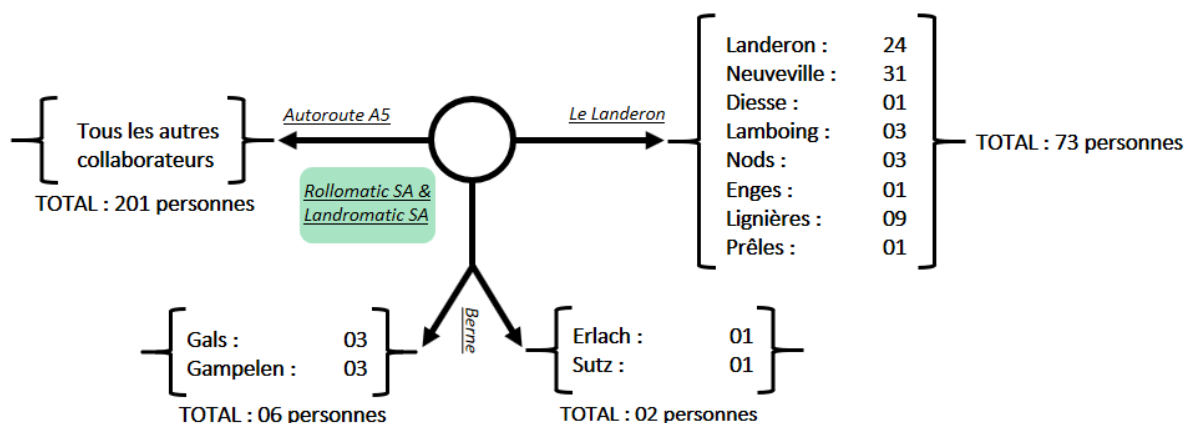 Tous les autres
collaborateurs
TOTAL : 201 personnes
Autoroute A5
Rollomatic SA &
Landromatic SA
Le Landeron
Landeron : 24
Neuveville : 31
Diesse : 01
Lamboing : 03
Nods : 03
Enges : 01
Lignières : 09
Prêles : 01
TOTAL : 73 personnes
Berne
Gals : 03
Gampelen : 03
TOTAL : 06 personnes
Erlach : 01
Sutz : 01
TOTAL : 02 personnes